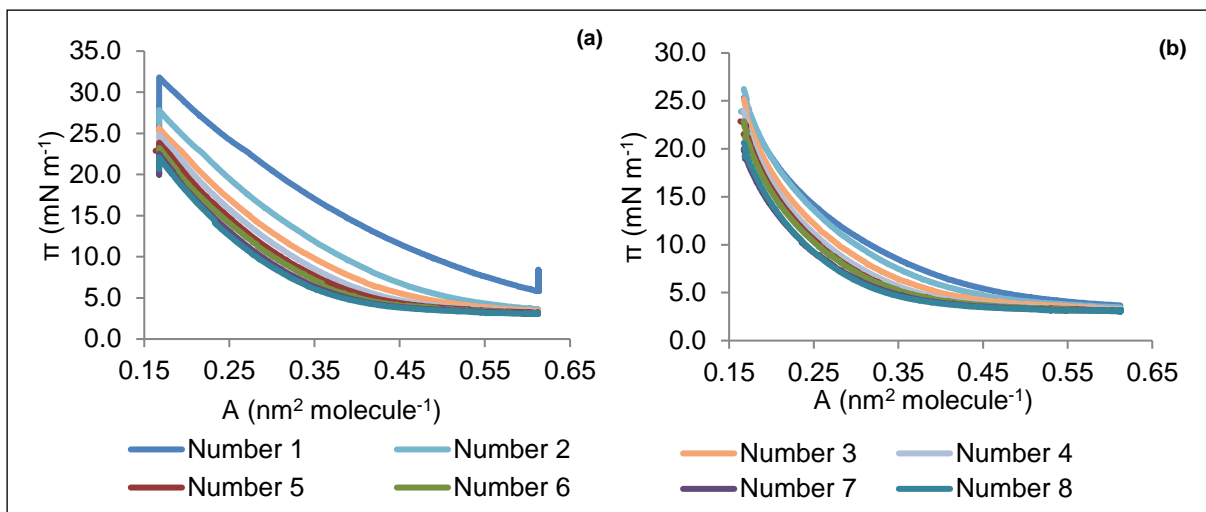 (a)
35.0
30.0
25.0
20.0
15.0
10.0
5.0
0.0
π (mN m-1)
0.15 0.25 0.35 0.45 0.55 0.65
A (nm2 molecule-1)
(b)
30.0
25.0
20.0
15.0
10.0
5.0
0.0
π (mN m-1)
0.15 0.25 0.35 0.45 0.55 0.65
A (nm2 molecule-1)
Number 1 Number 2 Number 3 Number 4
Number 5 Number 6 Number 7 Number 8